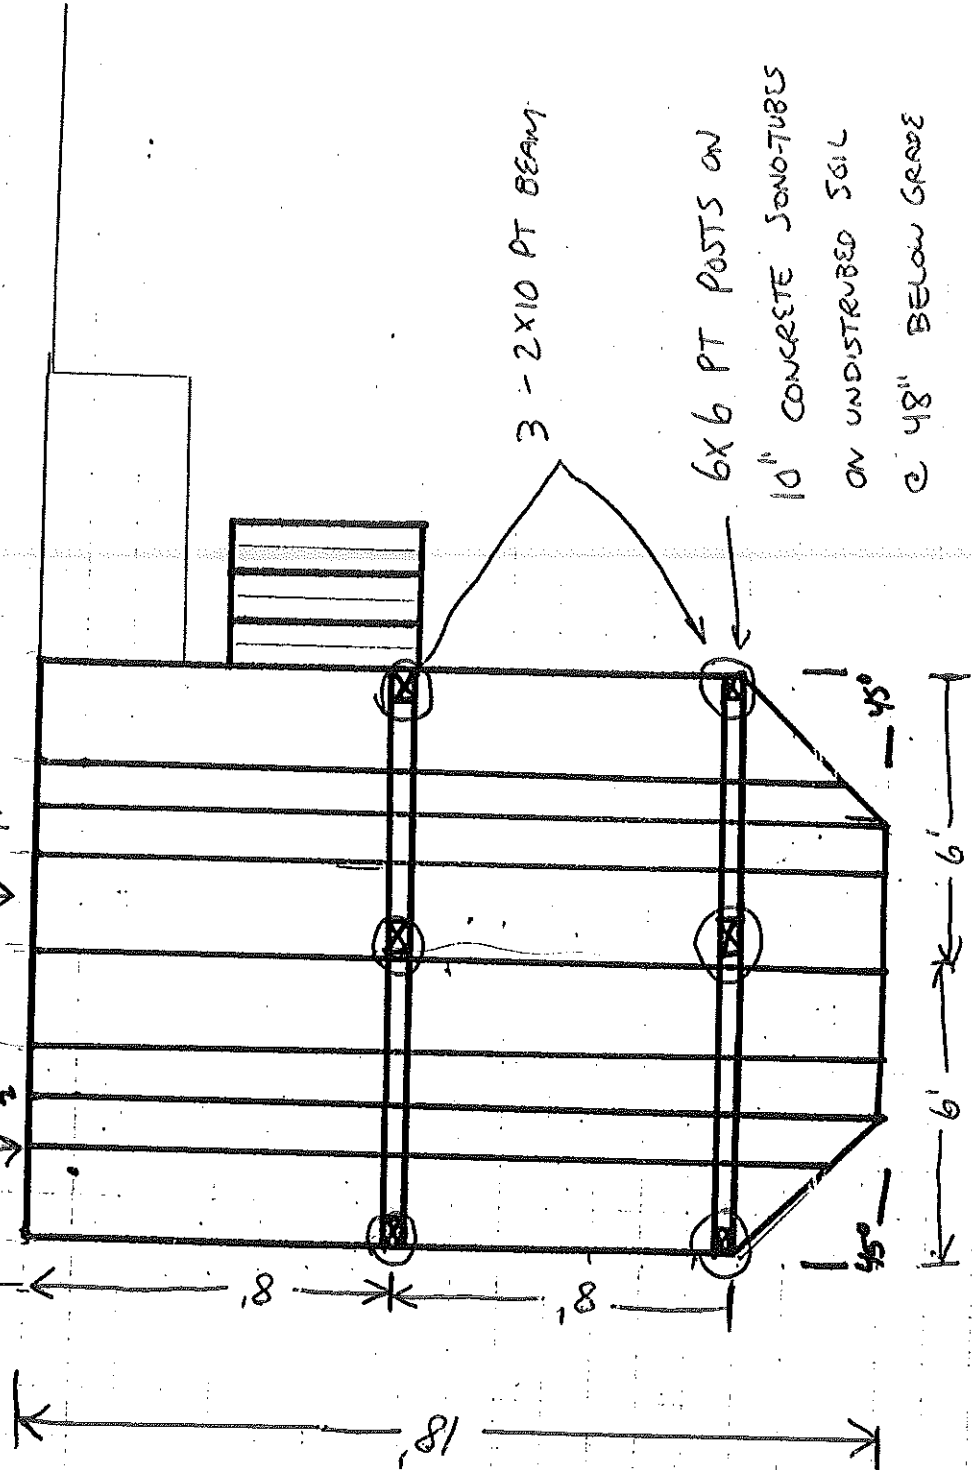 3 - 2X10 PT BEAM
6X6 PT POSTS ON
10" CONCRETE SONO-TUBES
ON UNDISTRUBED SOIL
@ 48" BELOW GRADE
8'
8'
18'
45°
45°
6'
6'